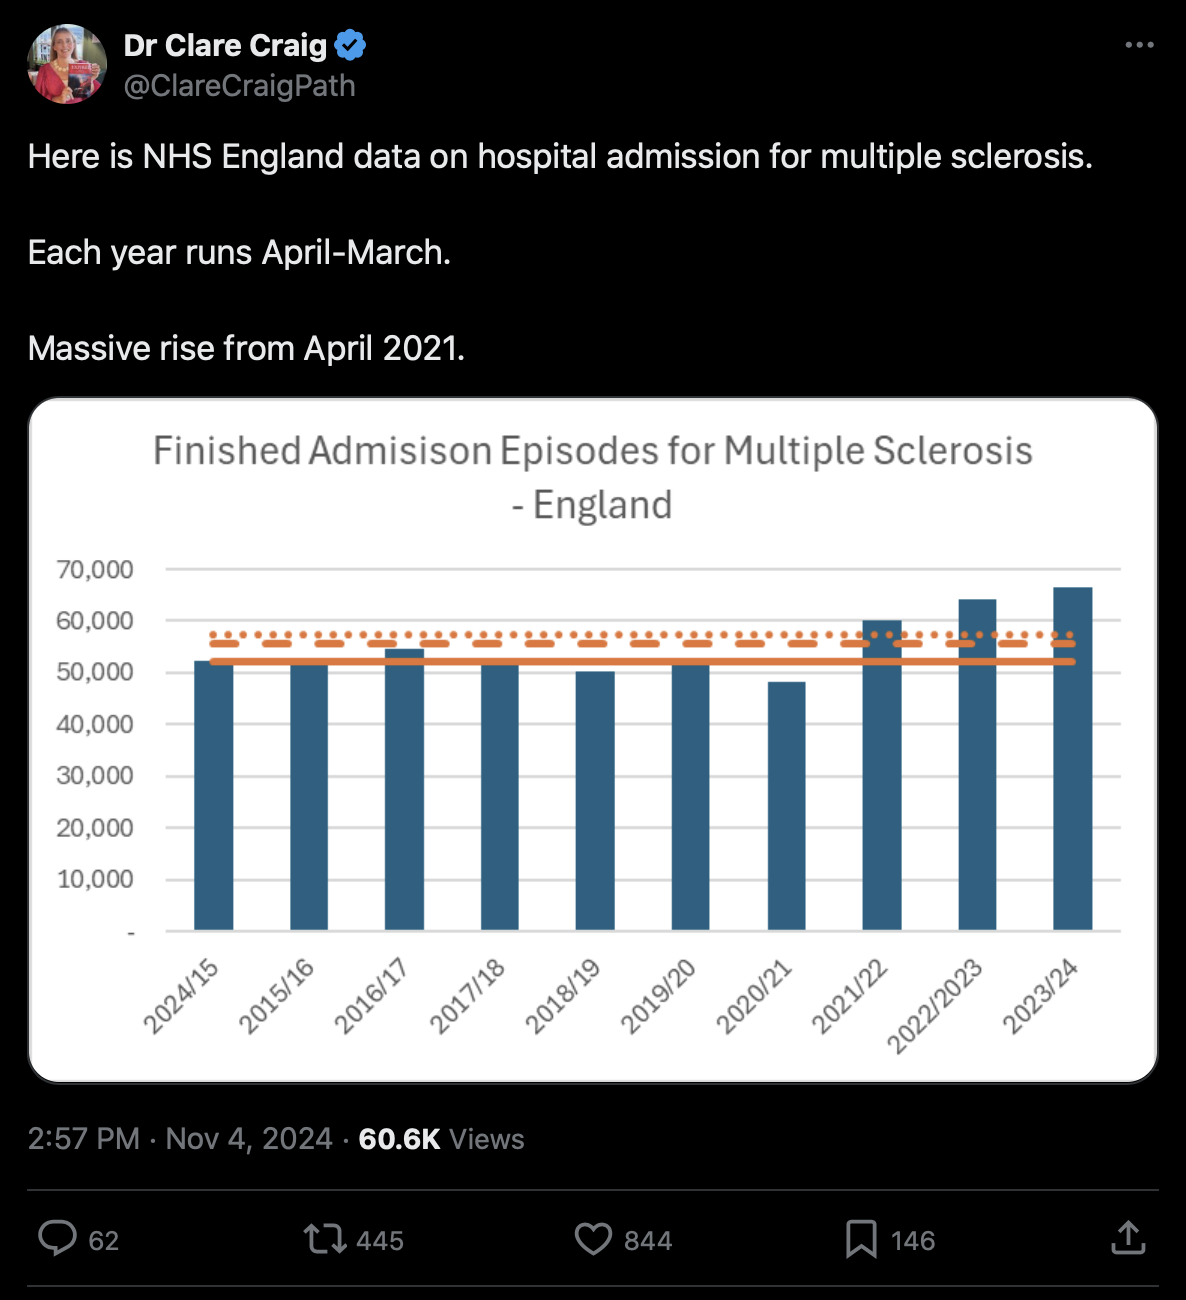 Dr Clare Craig
@ClareCraigPath
Here is NHS England data on hospital admission for multiple sclerosis.
Each year runs April-March.
Massive rise from April 2021.
Finished Admisison Episodes for Multiple Sclerosis
- England
70,000
60,000
50,000
40,000
30,000
20,000
10,000
-
2024/15
2015/16
2016/17
2017/18
2018/19
2019/20
2020/21
2021/22
2022/2023
2023/24
2:57 PM · Nov 4, 2024 · 60.6K Views
62
445
844
146